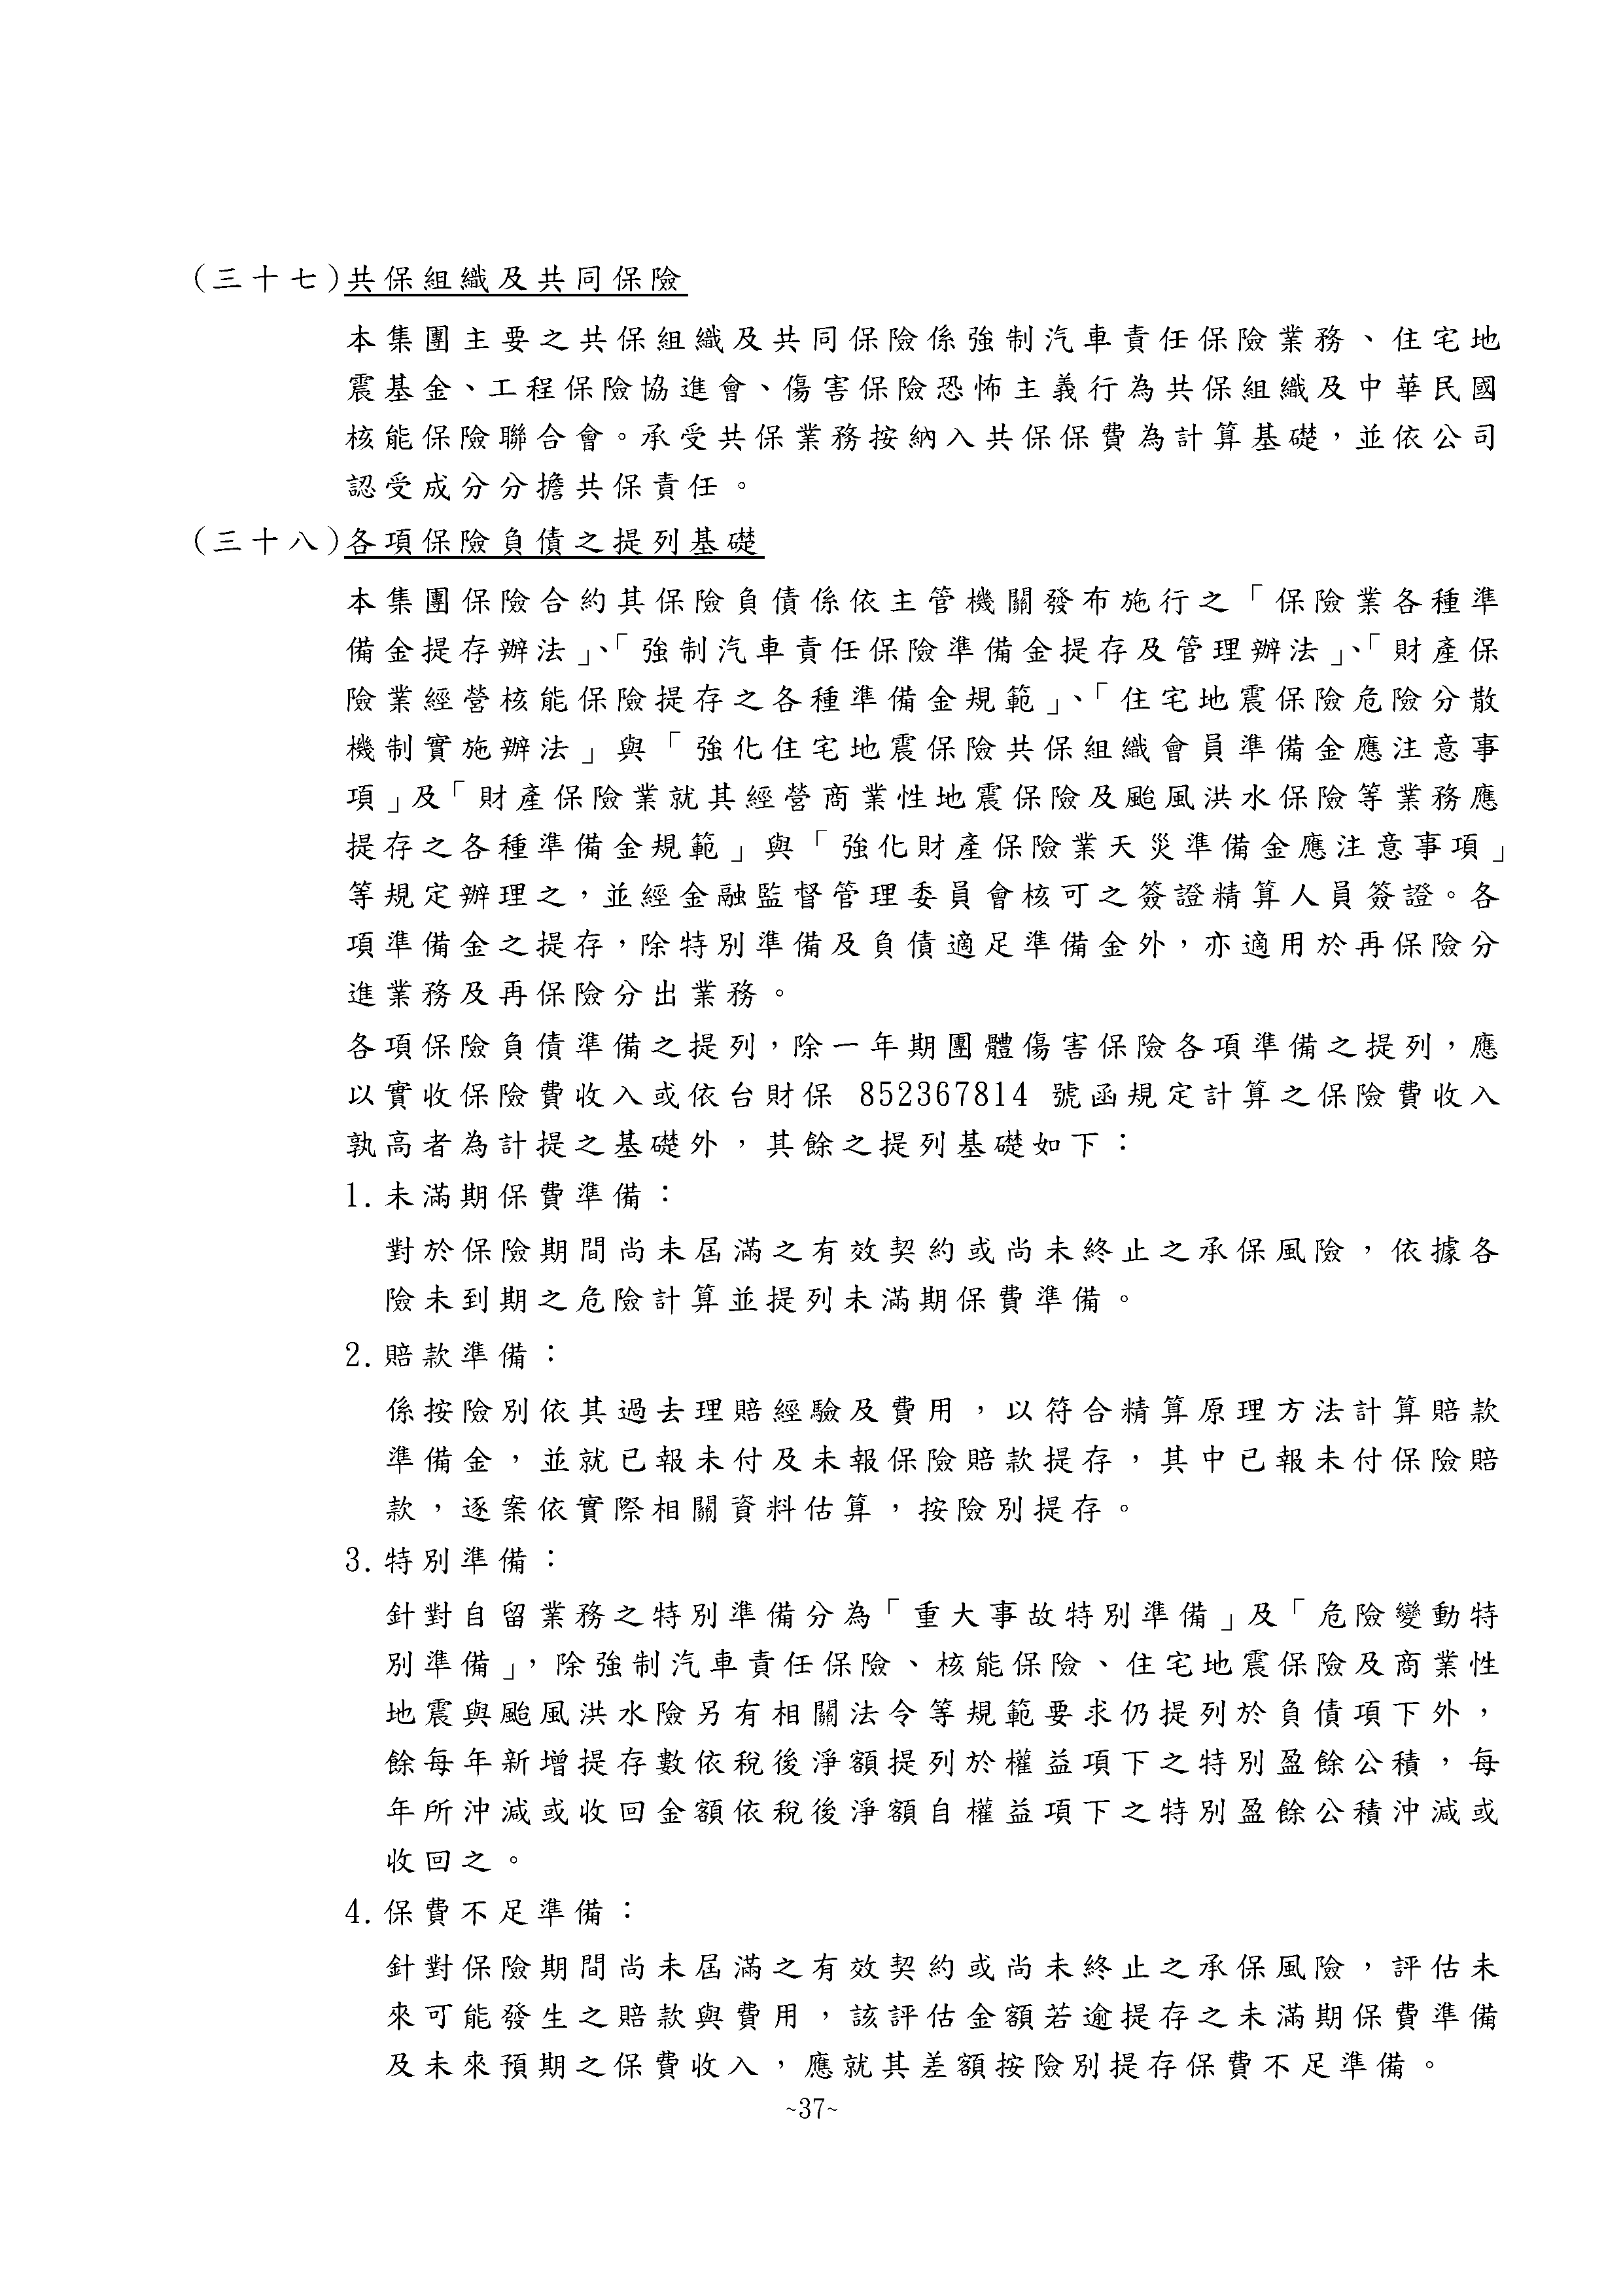 (三十七)共保組織及共同保險
本集團主要之共保組織及共同保險係強制汽車責任保險業務、住宅地
震基金、工程保險協進會、傷害保險恐怖主義行為共保組織及中華民國
核能保險聯合會。承受共保業務按納入共保保費為計算基礎，並依公司
認受成分分擔共保責任。
(三十八)各項保險負債之提列基礎
本集團保險合約其保險負債係依主管機關發布施行之「保險業各種準
備金提存辦法」、「強制汽車責任保險準備金提存及管理辦法」、「財產保
險業經營核能保險提存之各種準備金規範」、「住宅地震保險危險分散
機制實施辦法」與「強化住宅地震保險共保組織會員準備金應注意事
項」及「財產保險業就其經營商業性地震保險及颱風洪水保險等業務應
提存之各種準備金規範」與「強化財產保險業天災準備金應注意事項」
等規定辦理之，並經金融監督管理委員會核可之簽證精算人員簽證。各
項準備金之提存，除特別準備及負債適足準備金外，亦適用於再保險分
進業務及再保險分出業務。
各項保險負債準備之提列，除一年期團體傷害保險各項準備之提列，應
以實收保險費收入或依台財保 852367814 號函規定計算之保險費收入
孰高者為計提之基礎外，其餘之提列基礎如下：
1.未滿期保費準備：
對於保險期間尚未屆滿之有效契約或尚未終止之承保風險，依據各
險未到期之危險計算並提列未滿期保費準備。
2.賠款準備：
係按險別依其過去理賠經驗及費用，以符合精算原理方法計算賠款
準備金，並就已報未付及未報保險賠款提存，其中已報未付保險賠
款，逐案依實際相關資料估算，按險別提存。
3.特別準備：
針對自留業務之特別準備分為「重大事故特別準備」及「危險變動特
別準備」，除強制汽車責任保險、核能保險、住宅地震保險及商業性
地震與颱風洪水險另有相關法令等規範要求仍提列於負債項下外，
餘每年新增提存數依稅後淨額提列於權益項下之特別盈餘公積，每
年所沖減或收回金額依稅後淨額自權益項下之特別盈餘公積沖減或
收回之。
4.保費不足準備：
針對保險期間尚未屆滿之有效契約或尚未終止之承保風險，評估未
來可能發生之賠款與費用，該評估金額若逾提存之未滿期保費準備
及未來預期之保費收入，應就其差額按險別提存保費不足準備。
~37~